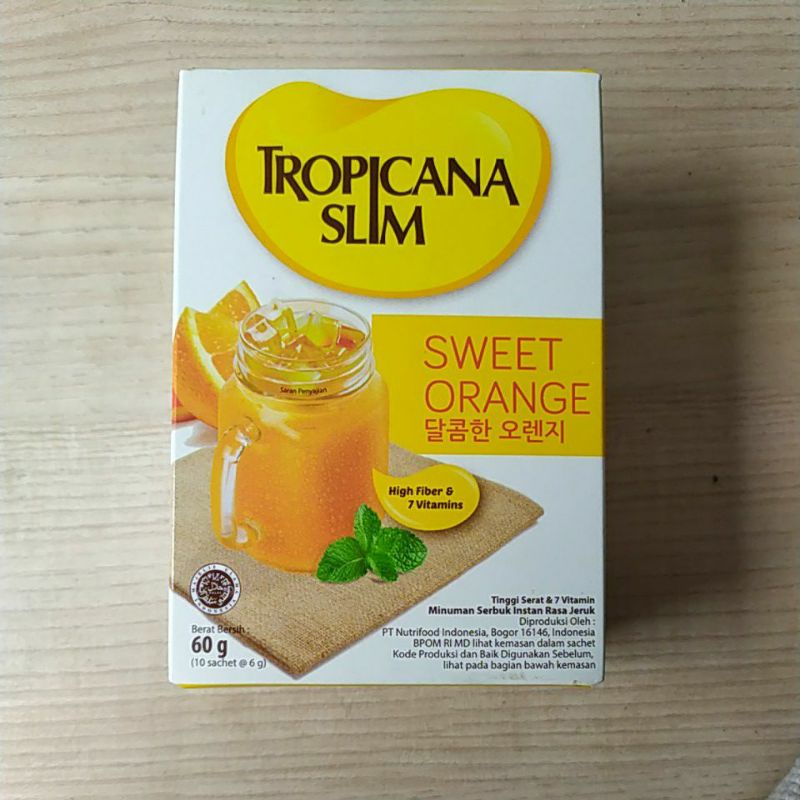 TROPICANA
SLIM
SWEET
ORANGE
달콤한 오렌지
Saran Penyajian
High Fiber &
7 Vitamins
Berat Bersih :
60 g
(10 sachet @ 6 g)
Tinggi Serat & 7 Vitamin
Minuman Serbuk Instan Rasa Jeruk
Diproduksi Oleh :
PT Nutrifood Indonesia, Bogor 16146, Indonesia
BPOM RI MD lihat kemasan dalam sachet
Kode Produksi dan Baik Digunakan Sebelum,
lihat pada bagian bawah kemasan